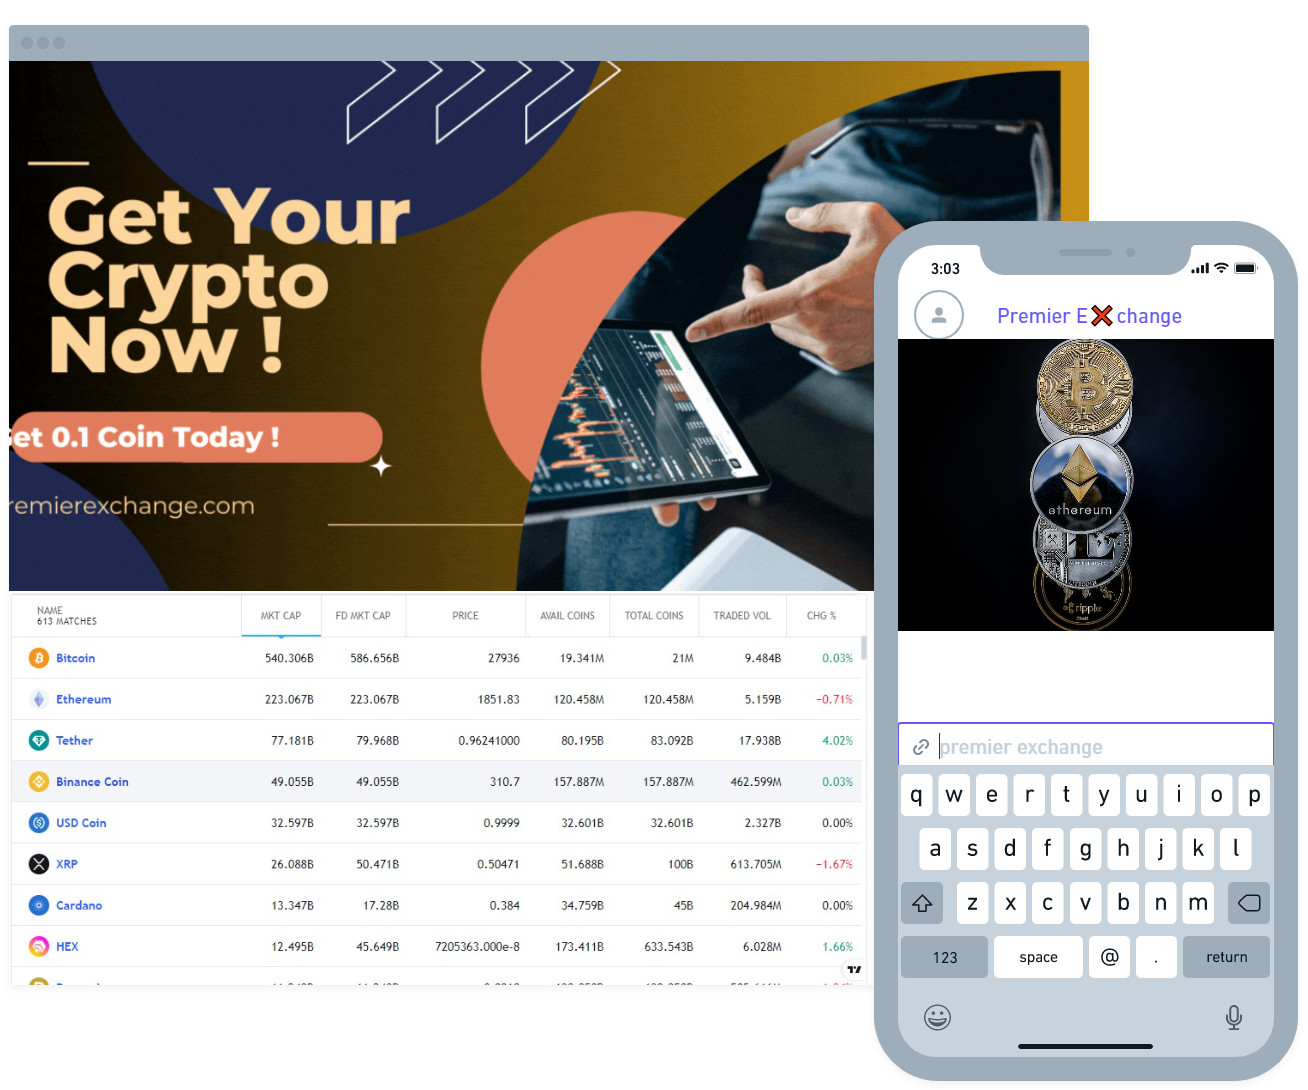 Get Your
Crypto
Now !
Get 0.1 Coin Today !
remierexchange.com
NAME
613 MATCHES
MKT CAP FD MKT CAP PRICE AVAIL COINS TOTAL COINS TRADED VOL CHG %
Bitcoin 540.306B 586.656B 27936 19.341M 21M 9.484B 0.03%
Ethereum 223.067B 223.067B 1851.83 120.458M 120.458M 5.159B −0.71%
Tether 77.181B 79.968B 0.96241000 80.195B 83.092B 17.938B 4.02%
Binance Coin 49.055B 49.055B 310.7 157.887M 157.887M 462.599M 0.03%
USD Coin 32.597B 32.597B 0.9999 32.601B 32.601B 2.327B 0.00%
XRP 26.088B 50.471B 0.50471 51.688B 100B 613.705M −1.67%
Cardano 13.347B 17.28B 0.384 34.759B 45B 204.984M 0.00%
HEX 12.495B 45.649B 7205363.000e-8 173.411B 633.543B 6.028M 1.66%
3:03
Premier E❌change
ethereum
ripple
premier exchange
q w e r t y u i o p
a s d f g h j k l
z x c v b n m
123 space @ . return